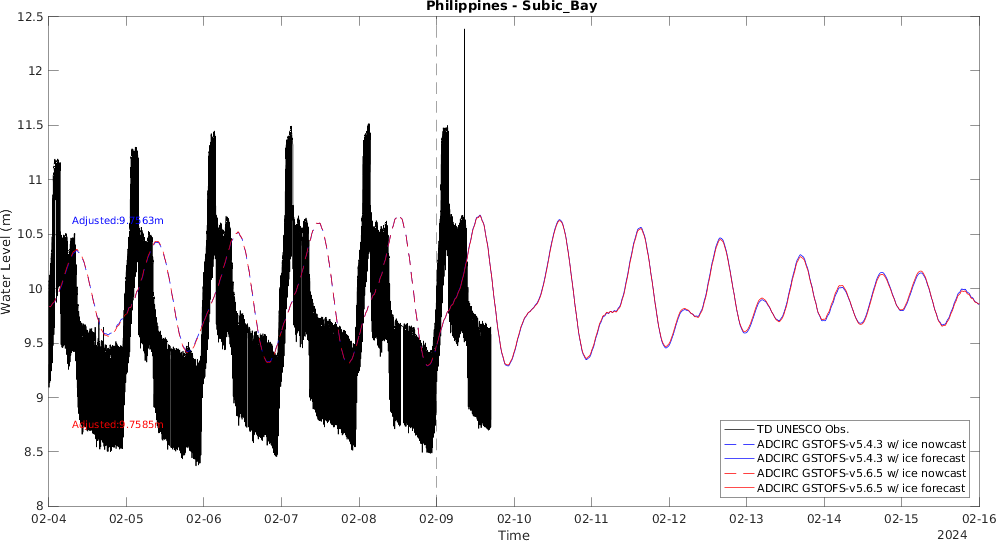 Philippines - Subic_Bay
12.5
12
11.5
11
10.5
10
9.5
9
8.5
8
Water Level (m)
Adjusted:9.7563m
Adjusted:9.7585m
TD UNESCO Obs.
ADCIRC GSTOFS-v5.4.3 w/ ice nowcast
ADCIRC GSTOFS-v5.4.3 w/ ice forecast
ADCIRC GSTOFS-v5.6.5 w/ ice nowcast
ADCIRC GSTOFS-v5.6.5 w/ ice forecast
02-04 02-05 02-06 02-07 02-08 02-09 02-10 02-11 02-12 02-13 02-14 02-15 02-16
Time
2024